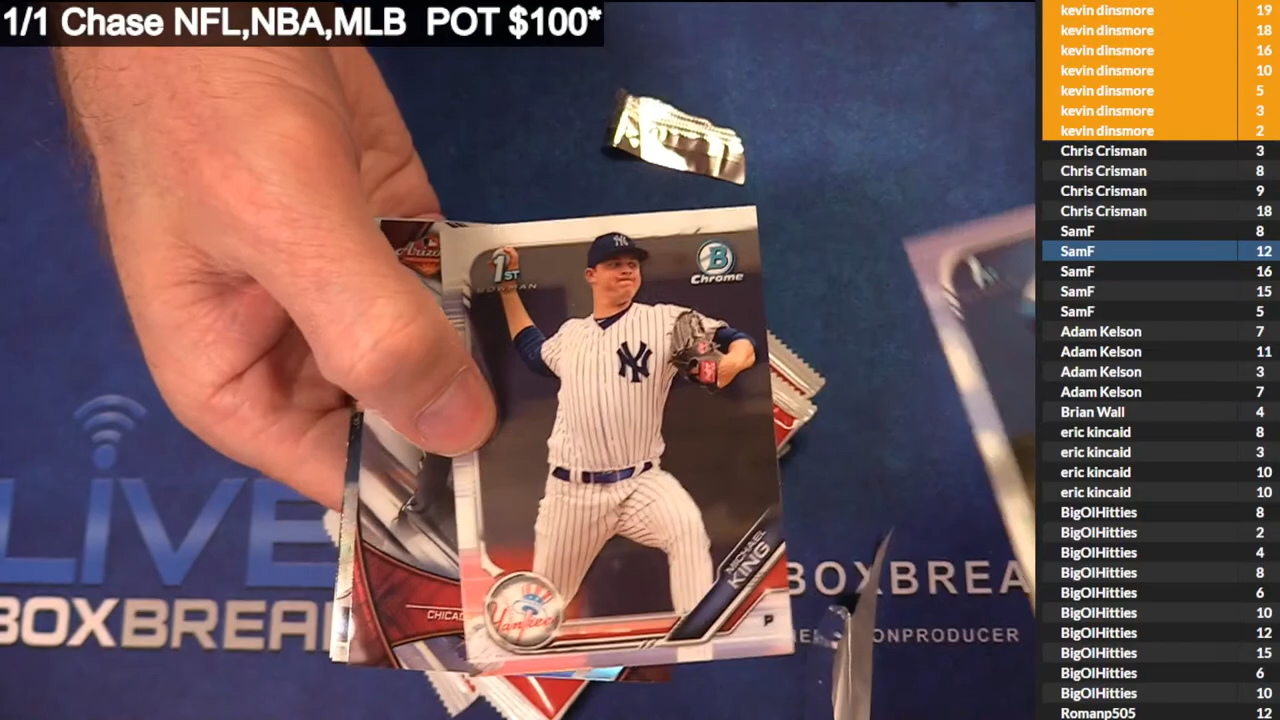 1/1 Chase NFL,NBA,MLB POT $100*
kevin dinsmore 19
kevin dinsmore 18
kevin dinsmore 16
kevin dinsmore 10
kevin dinsmore 5
kevin dinsmore 3
kevin dinsmore 2
Chris Crisman 3
Chris Crisman 8
Chris Crisman 9
Chris Crisman 18
SamF 8
SamF 12
SamF 16
SamF 15
SamF 5
Adam Kelson 7
Adam Kelson 11
Adam Kelson 3
Adam Kelson 7
Brian Wall 4
eric kincaid 8
eric kincaid 3
eric kincaid 10
eric kincaid 10
BigOlHitties 8
BigOlHitties 2
BigOlHitties 4
BigOlHitties 8
BigOlHitties 6
BigOlHitties 10
BigOlHitties 12
BigOlHitties 15
BigOlHitties 6
BigOlHitties 10
Romanp505 12
1ST
BOWMAN
B
Chrome
NY
MICHAEL
KING
Yankees
P
LIVE
BOXBREA
BOXBREA
ONPRODUCER